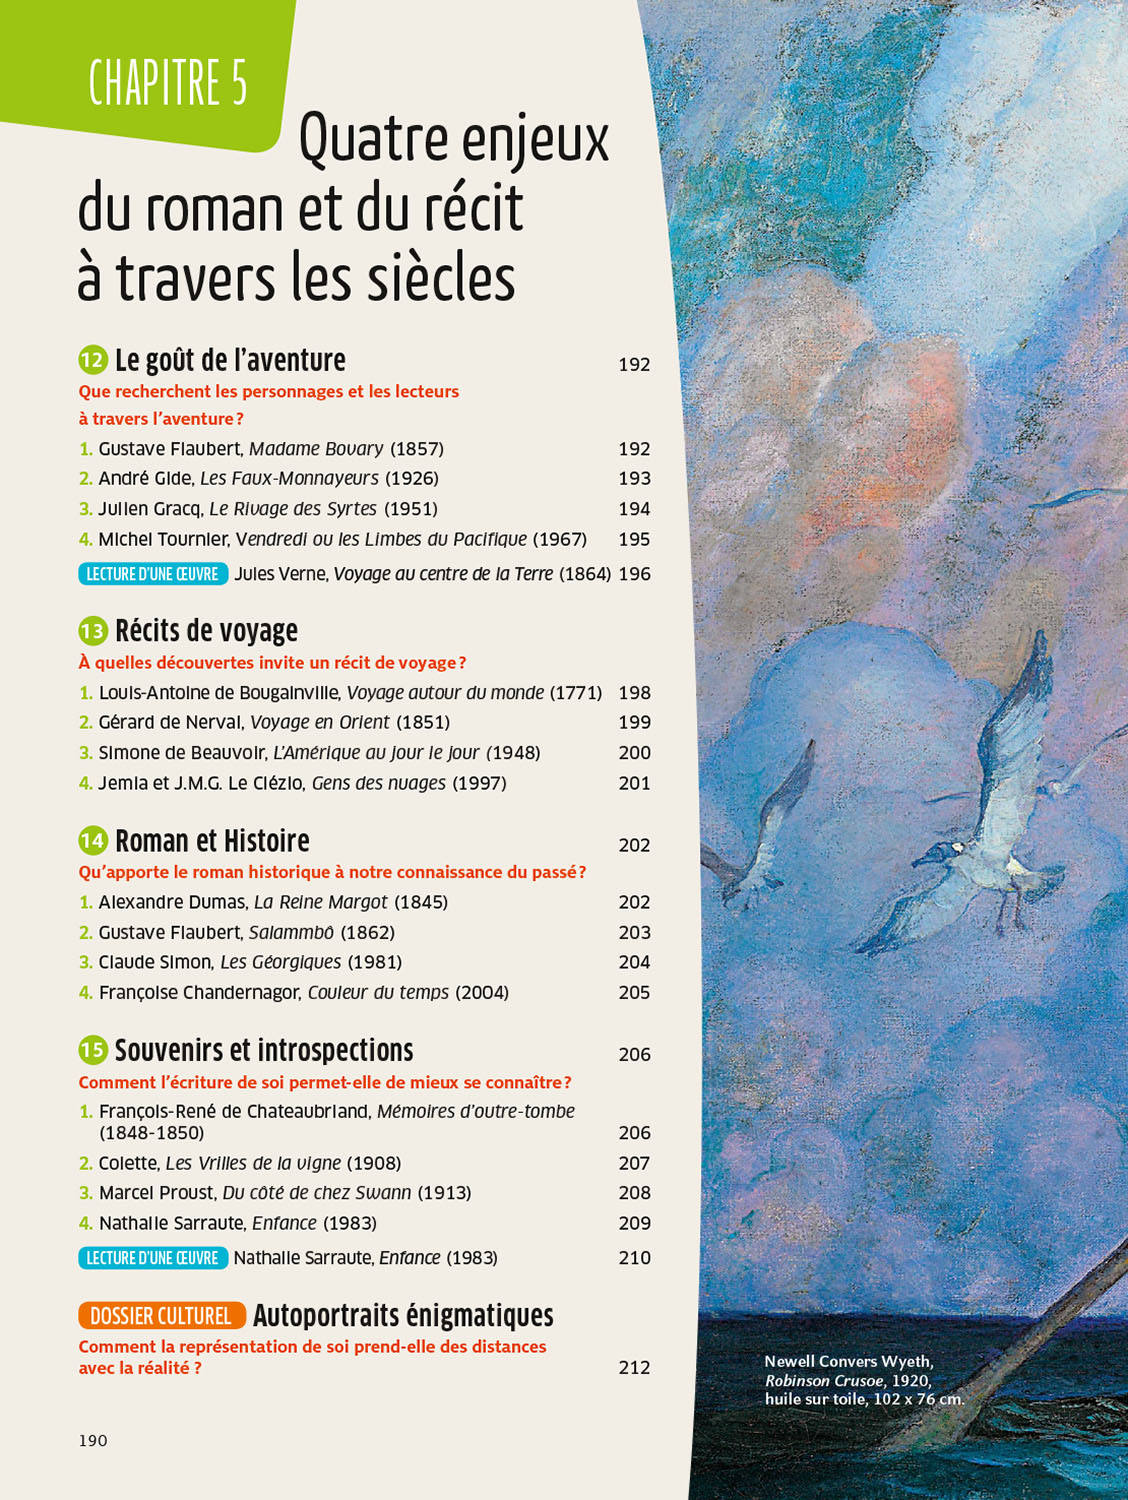 CHAPITRE 5
Quatre enjeux
du roman et du récit
à travers les siècles
12 Le goût de l'aventure 192
Que recherchent les personnages et les lecteurs
à travers l'aventure ?
1. Gustave Flaubert, Madame Bovary (1857) 192
2. André Gide, Les Faux-Monnayeurs (1926) 193
3. Julien Gracq, Le Rivage des Syrtes (1951) 194
4. Michel Tournier, Vendredi ou les Limbes du Pacifique (1967) 195
LECTURE D'UNE ŒUVRE Jules Verne, Voyage au centre de la Terre (1864) 196
13 Récits de voyage
À quelles découvertes invite un récit de voyage ?
1. Louis-Antoine de Bougainville, Voyage autour du monde (1771) 198
2. Gérard de Nerval, Voyage en Orient (1851) 199
3. Simone de Beauvoir, L'Amérique au jour le jour (1948) 200
4. Jemia et J.M.G. Le Clézio, Gens des nuages (1997) 201
14 Roman et Histoire 202
Qu'apporte le roman historique à notre connaissance du passé ?
1. Alexandre Dumas, La Reine Margot (1845) 202
2. Gustave Flaubert, Salammbô (1862) 203
3. Claude Simon, Les Géorgiques (1981) 204
4. Françoise Chandernagor, Couleur du temps (2004) 205
15 Souvenirs et introspections 206
Comment l'écriture de soi permet-elle de mieux se connaître ?
1. François-René de Chateaubriand, Mémoires d'outre-tombe
(1848-1850) 206
2. Colette, Les Vrilles de la vigne (1908) 207
3. Marcel Proust, Du côté de chez Swann (1913) 208
4. Nathalie Sarraute, Enfance (1983) 209
LECTURE D'UNE ŒUVRE Nathalie Sarraute, Enfance (1983) 210
DOSSIER CULTUREL Autoportraits énigmatiques
Comment la représentation de soi prend-elle des distances
avec la réalité ? 212
Newell Convers Wyeth,
Robinson Crusoe, 1920,
huile sur toile, 102 x 76 cm.
190